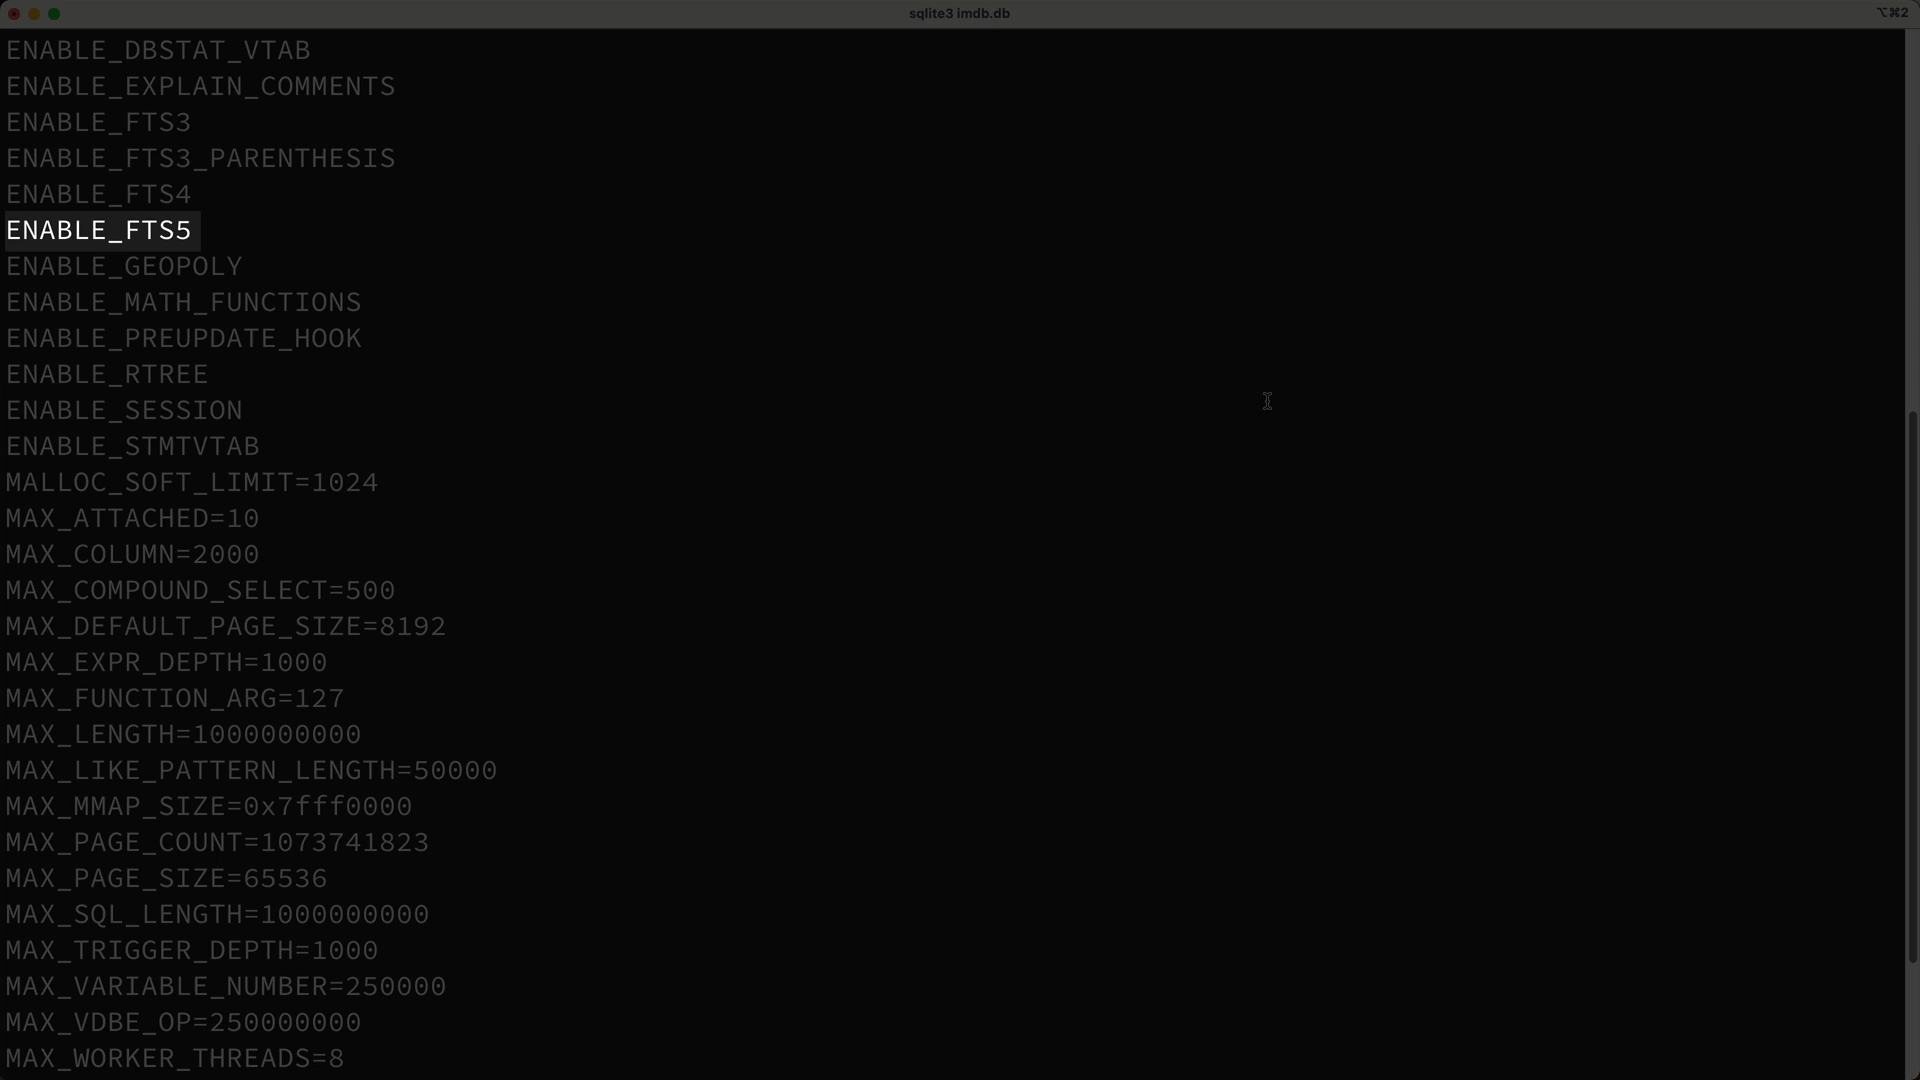 sqlite3 imdb.db
⌥⌘2
ENABLE_DBSTAT_VTAB
ENABLE_EXPLAIN_COMMENTS
ENABLE_FTS3
ENABLE_FTS3_PARENTHESIS
ENABLE_FTS4
ENABLE_FTS5
ENABLE_GEOPOLY
ENABLE_MATH_FUNCTIONS
ENABLE_PREUPDATE_HOOK
ENABLE_RTREE
ENABLE_SESSION
ENABLE_STMTVTAB
MALLOC_SOFT_LIMIT=1024
MAX_ATTACHED=10
MAX_COLUMN=2000
MAX_COMPOUND_SELECT=500
MAX_DEFAULT_PAGE_SIZE=8192
MAX_EXPR_DEPTH=1000
MAX_FUNCTION_ARG=127
MAX_LENGTH=1000000000
MAX_LIKE_PATTERN_LENGTH=50000
MAX_MMAP_SIZE=0x7fff0000
MAX_PAGE_COUNT=1073741823
MAX_PAGE_SIZE=65536
MAX_SQL_LENGTH=1000000000
MAX_TRIGGER_DEPTH=1000
MAX_VARIABLE_NUMBER=250000
MAX_VDBE_OP=250000000
MAX_WORKER_THREADS=8